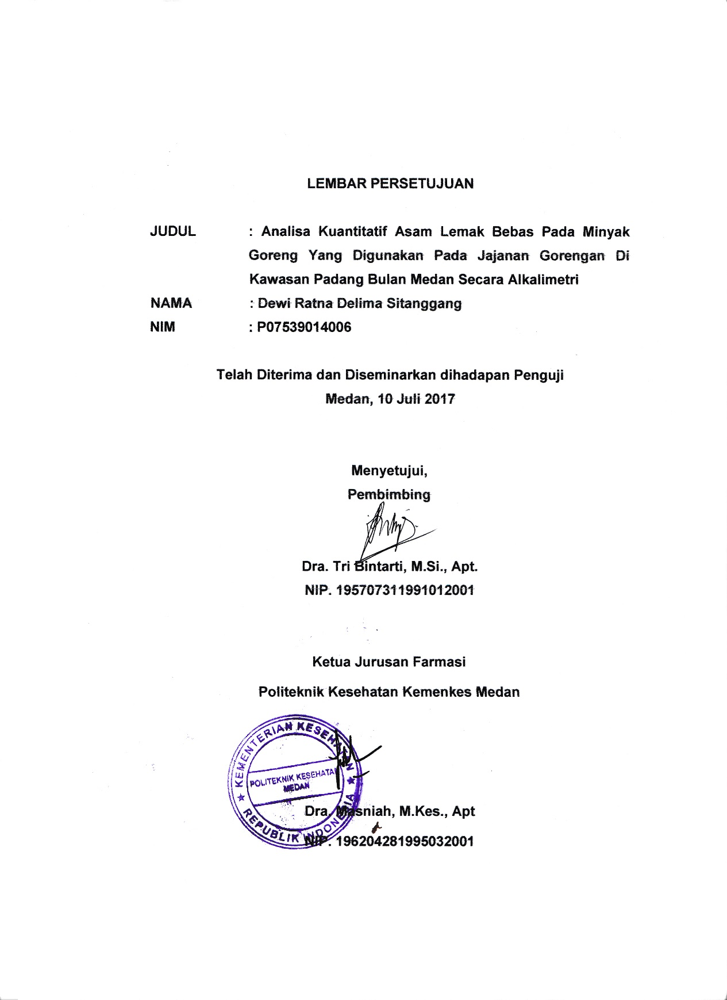 LEMBAR PERSETUJUAN
JUDUL : Analisa Kuantitatif Asam Lemak Bebas Pada Minyak
Goreng Yang Digunakan Pada Jajanan Gorengan Di
Kawasan Padang Bulan Medan Secara Alkalimetri
NAMA : Dewi Ratna Delima Sitanggang
NIM : P07539014006
Telah Diterima dan Diseminarkan dihadapan Penguji
Medan, 10 Juli 2017
Menyetujui,
Pembimbing
Dra. Tri Bintarti, M.Si., Apt.
NIP. 195707311991012001
Ketua Jurusan Farmasi
Politeknik Kesehatan Kemenkes Medan
KEMENTERIAN KESEHATAN
POLITEKNIK KESEHATAN
MEDAN
REPUBLIK INDONESIA
Dra. Masniah, M.Kes., Apt
NIP. 196204281995032001